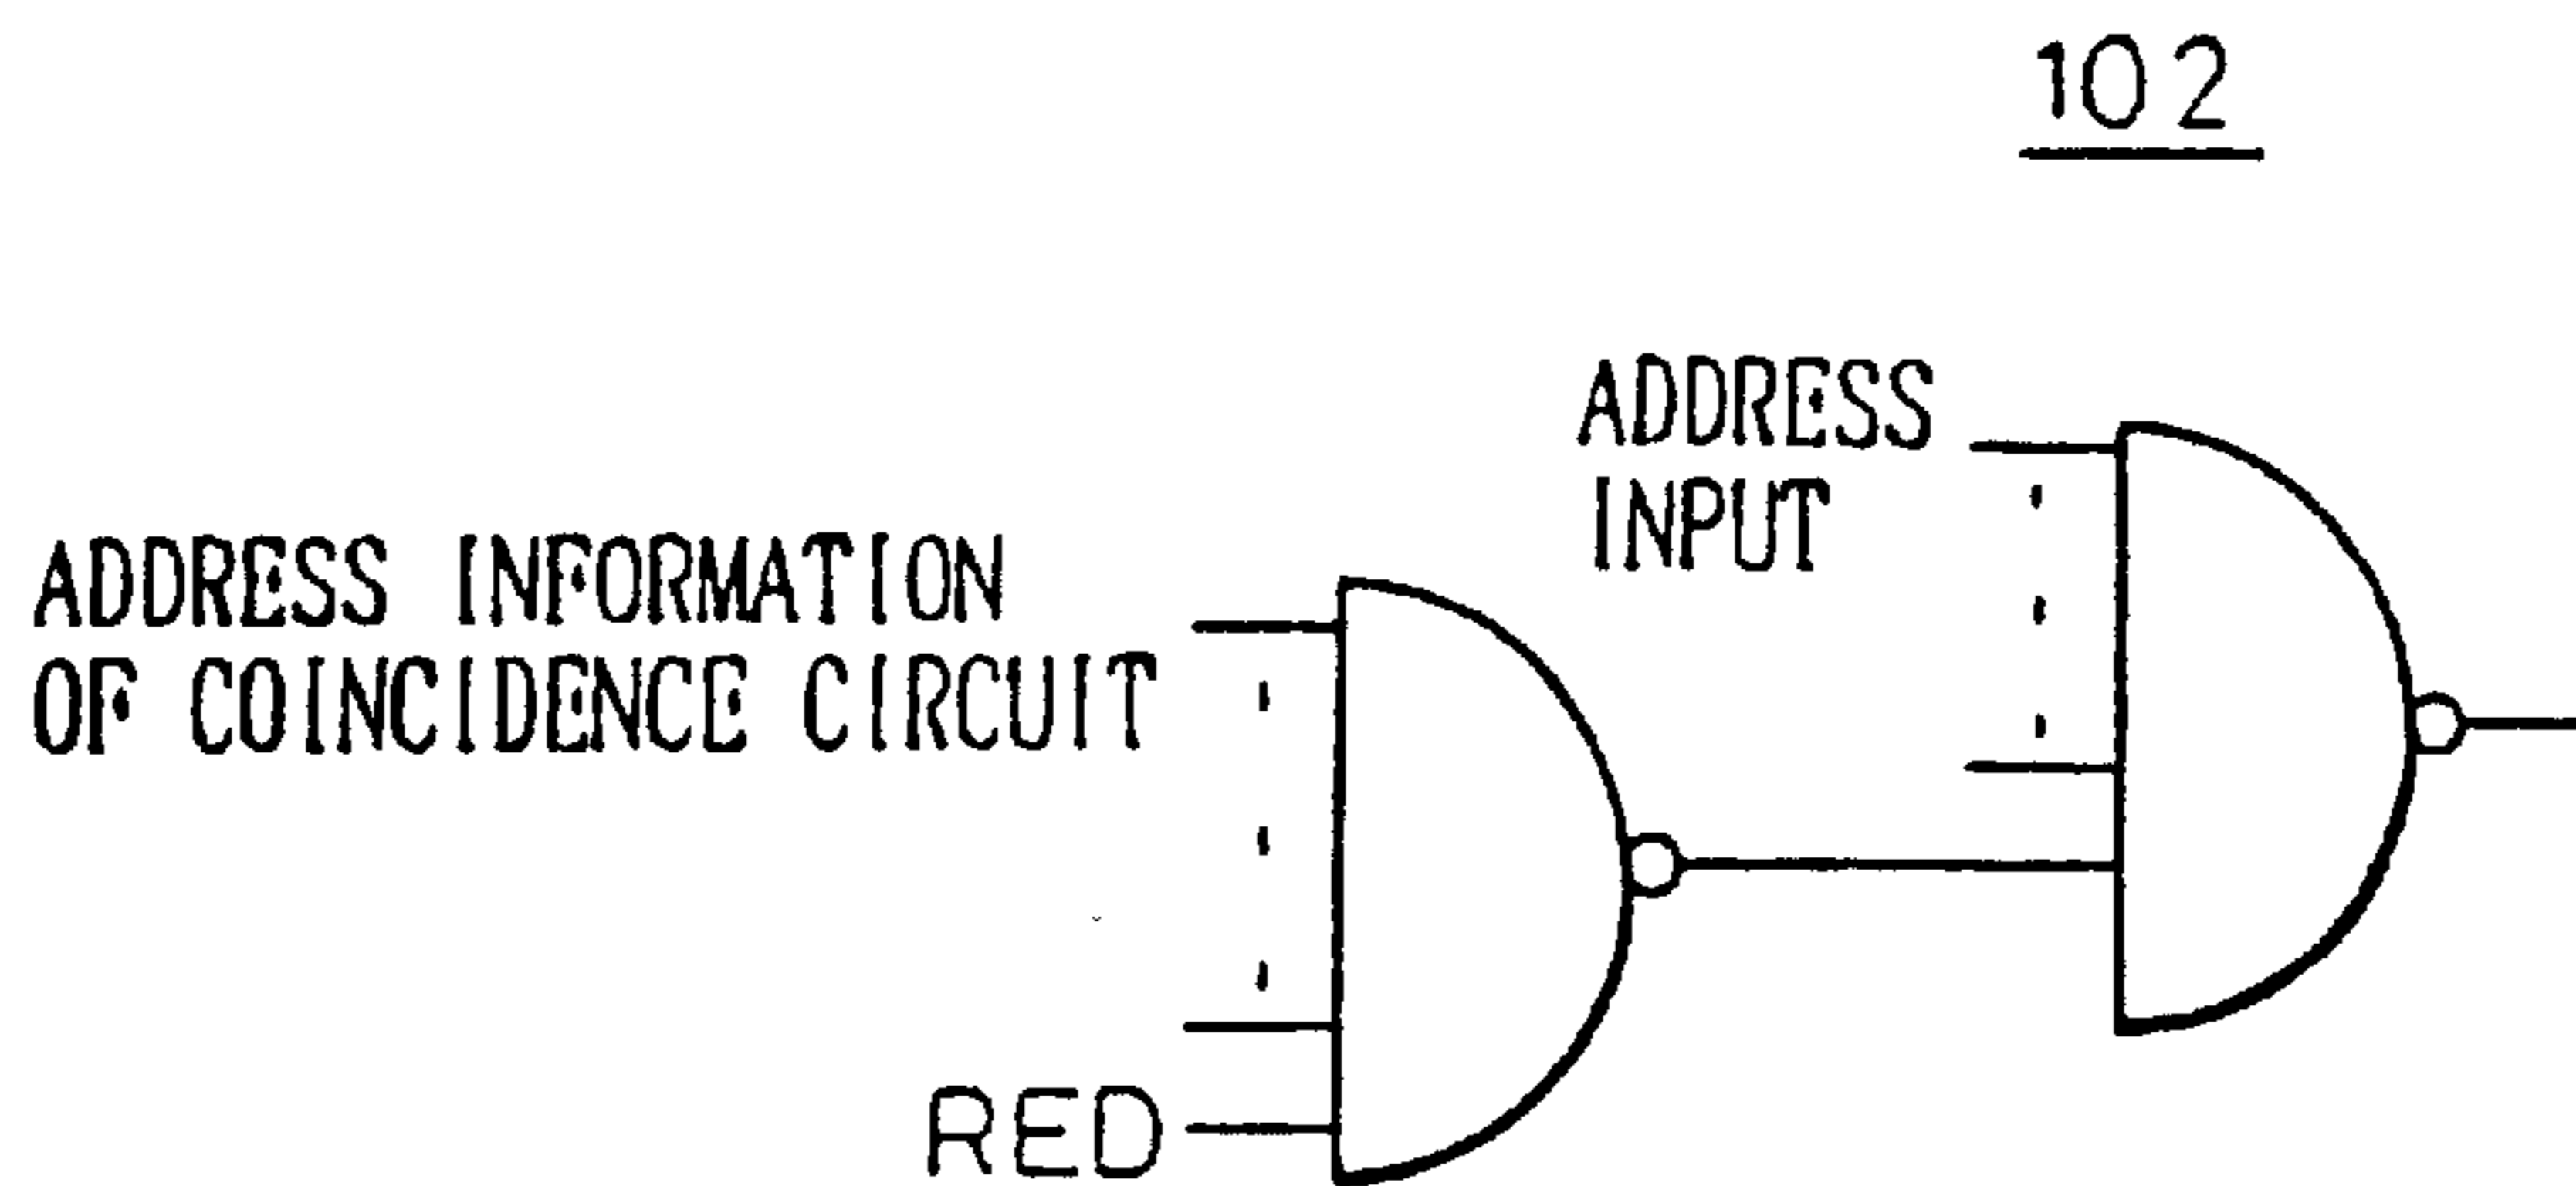 102
ADDRESS
INPUT
ADDRESS INFORMATION
OF COINCIDENCE CIRCUIT
RED